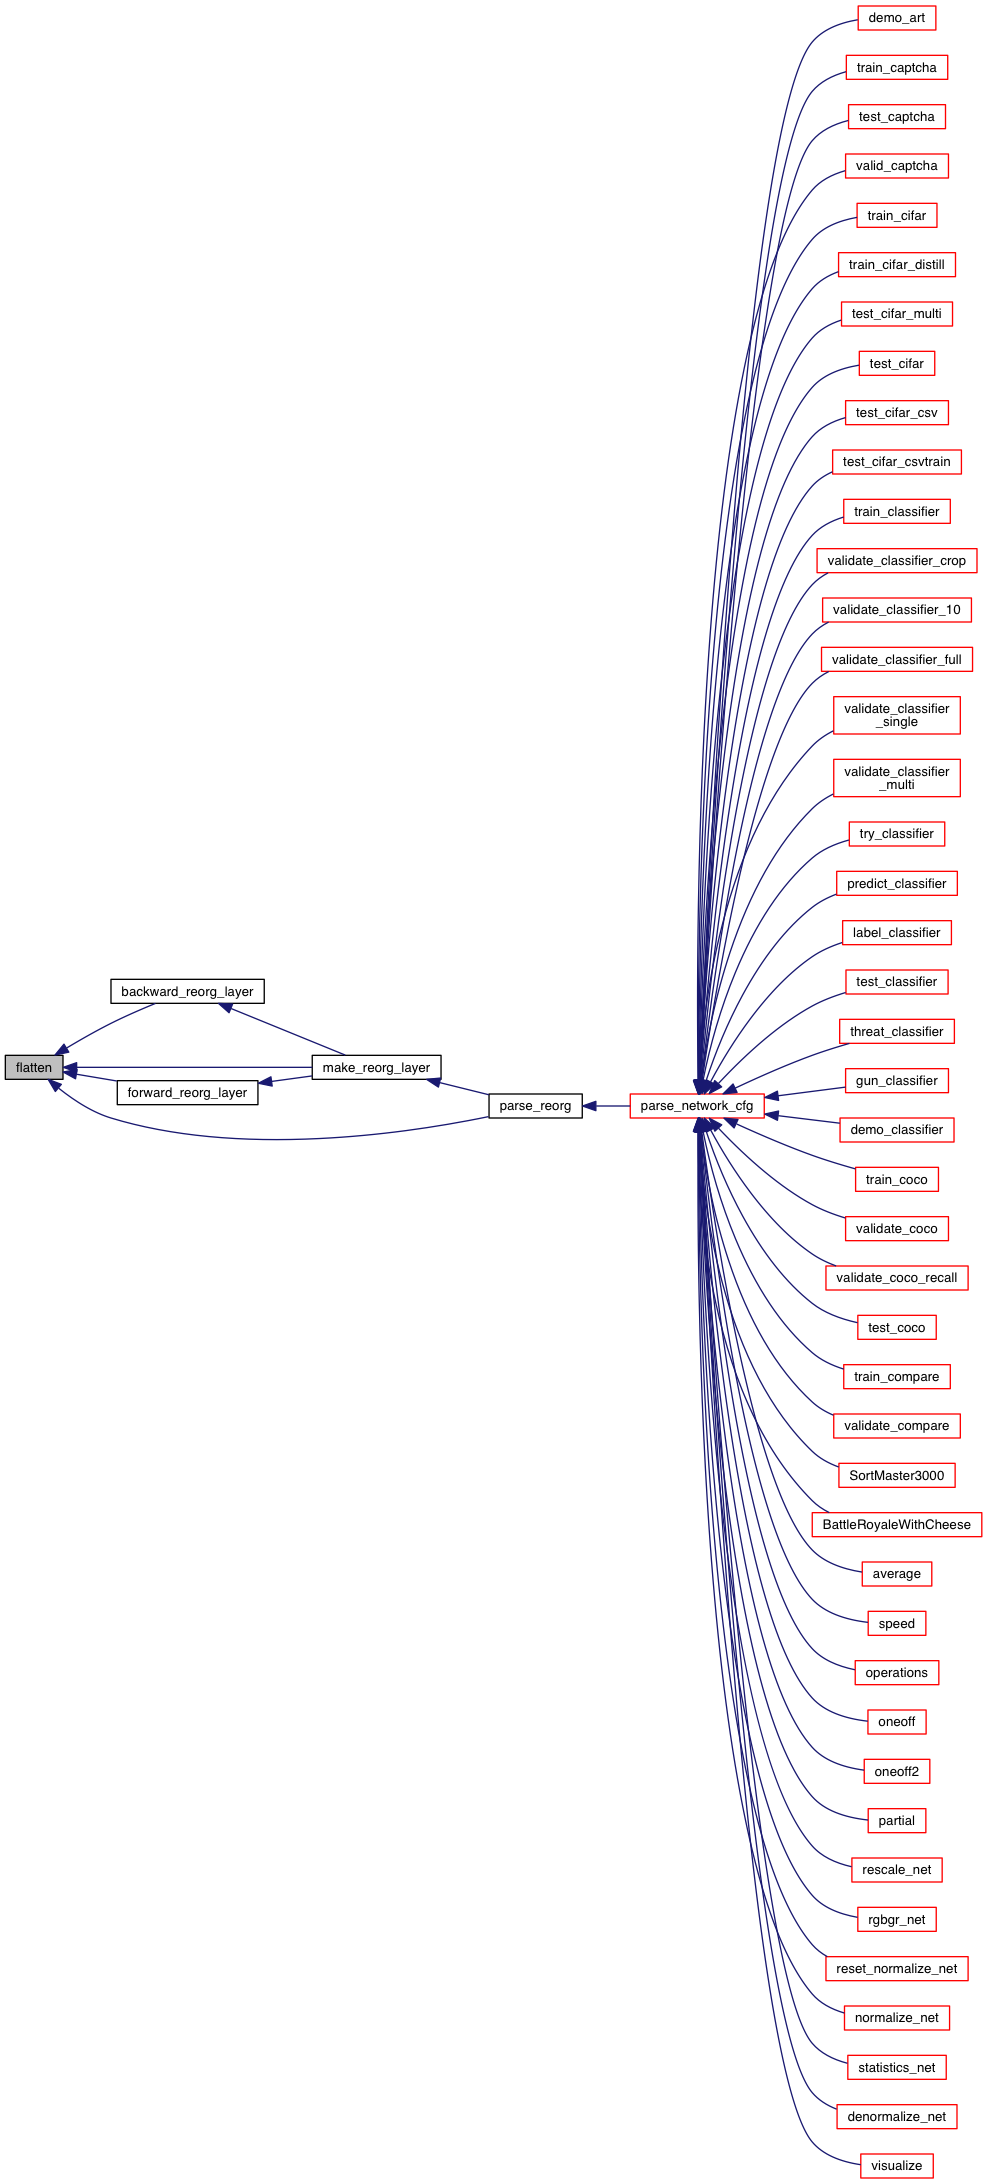 demo_art
train_captcha
test_captcha
valid_captcha
train_cifar
train_cifar_distill
test_cifar_multi
test_cifar
test_cifar_csv
test_cifar_csvtrain
train_classifier
validate_classifier_crop
validate_classifier_10
validate_classifier_full
validate_classifier
_single
validate_classifier
_multi
try_classifier
predict_classifier
label_classifier
test_classifier
threat_classifier
gun_classifier
demo_classifier
train_coco
validate_coco
validate_coco_recall
test_coco
train_compare
validate_compare
SortMaster3000
BattleRoyaleWithCheese
average
speed
operations
oneoff
oneoff2
partial
rescale_net
rgbgr_net
reset_normalize_net
normalize_net
statistics_net
denormalize_net
visualize
backward_reorg_layer
flatten
make_reorg_layer
forward_reorg_layer
parse_reorg
parse_network_cfg